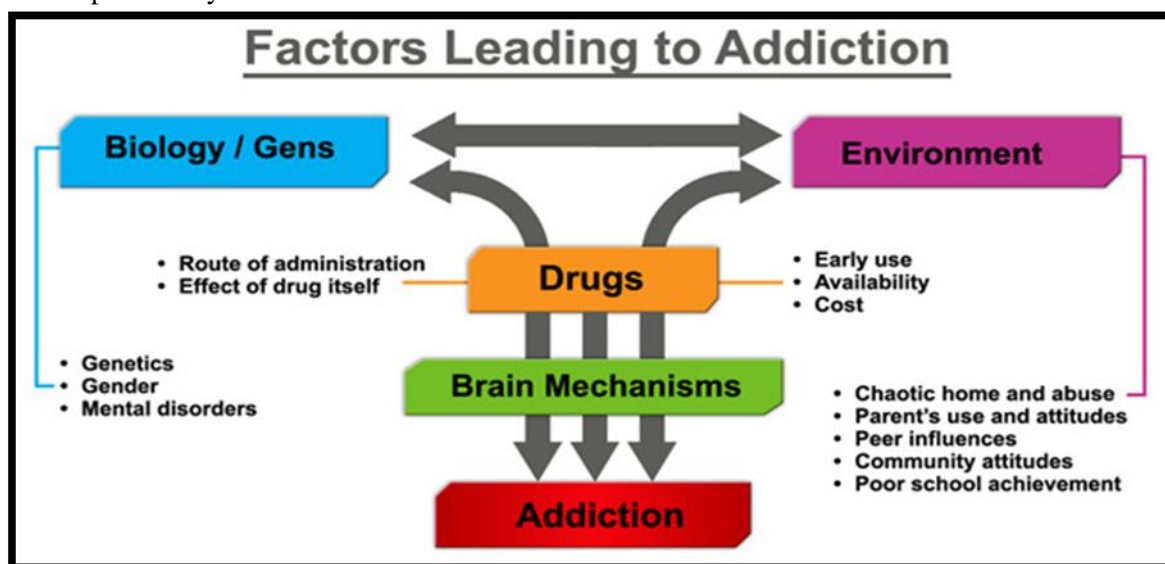 Factors Leading to Addiction
Biology / Gens
Environment
• Route of administration
• Effect of drug itself
Drugs
• Early use
• Availability
• Cost
• Genetics
• Gender
• Mental disorders
Brain Mechanisms
• Chaotic home and abuse
• Parent's use and attitudes
• Peer influences
• Community attitudes
• Poor school achievement
Addiction